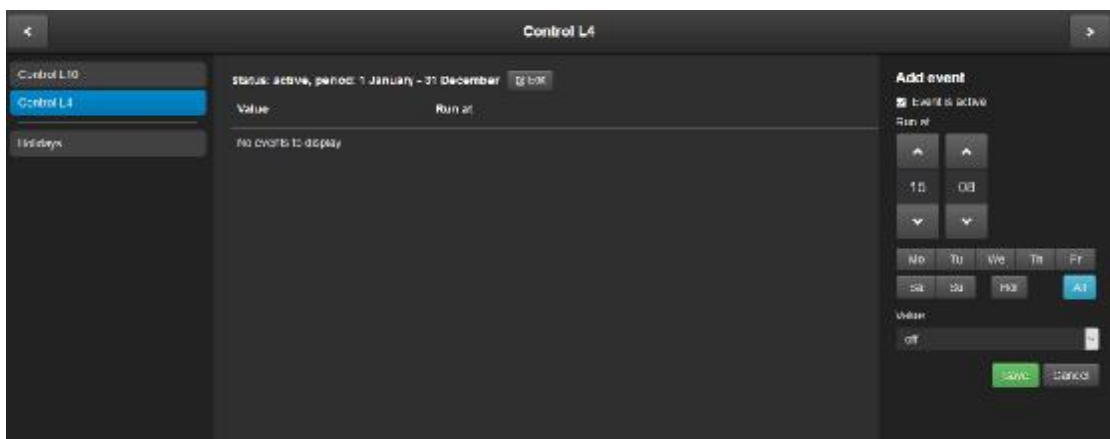 Control L4
Control L10
Control L4
Holidays
Status: active, period: 1 January - 31 December Edit
Value Run at
No events to display
Add event
Event is active
Run at
15 08
Mo Tu We Th Fr
Sa Su Hol All
Value
off
Save Cancel